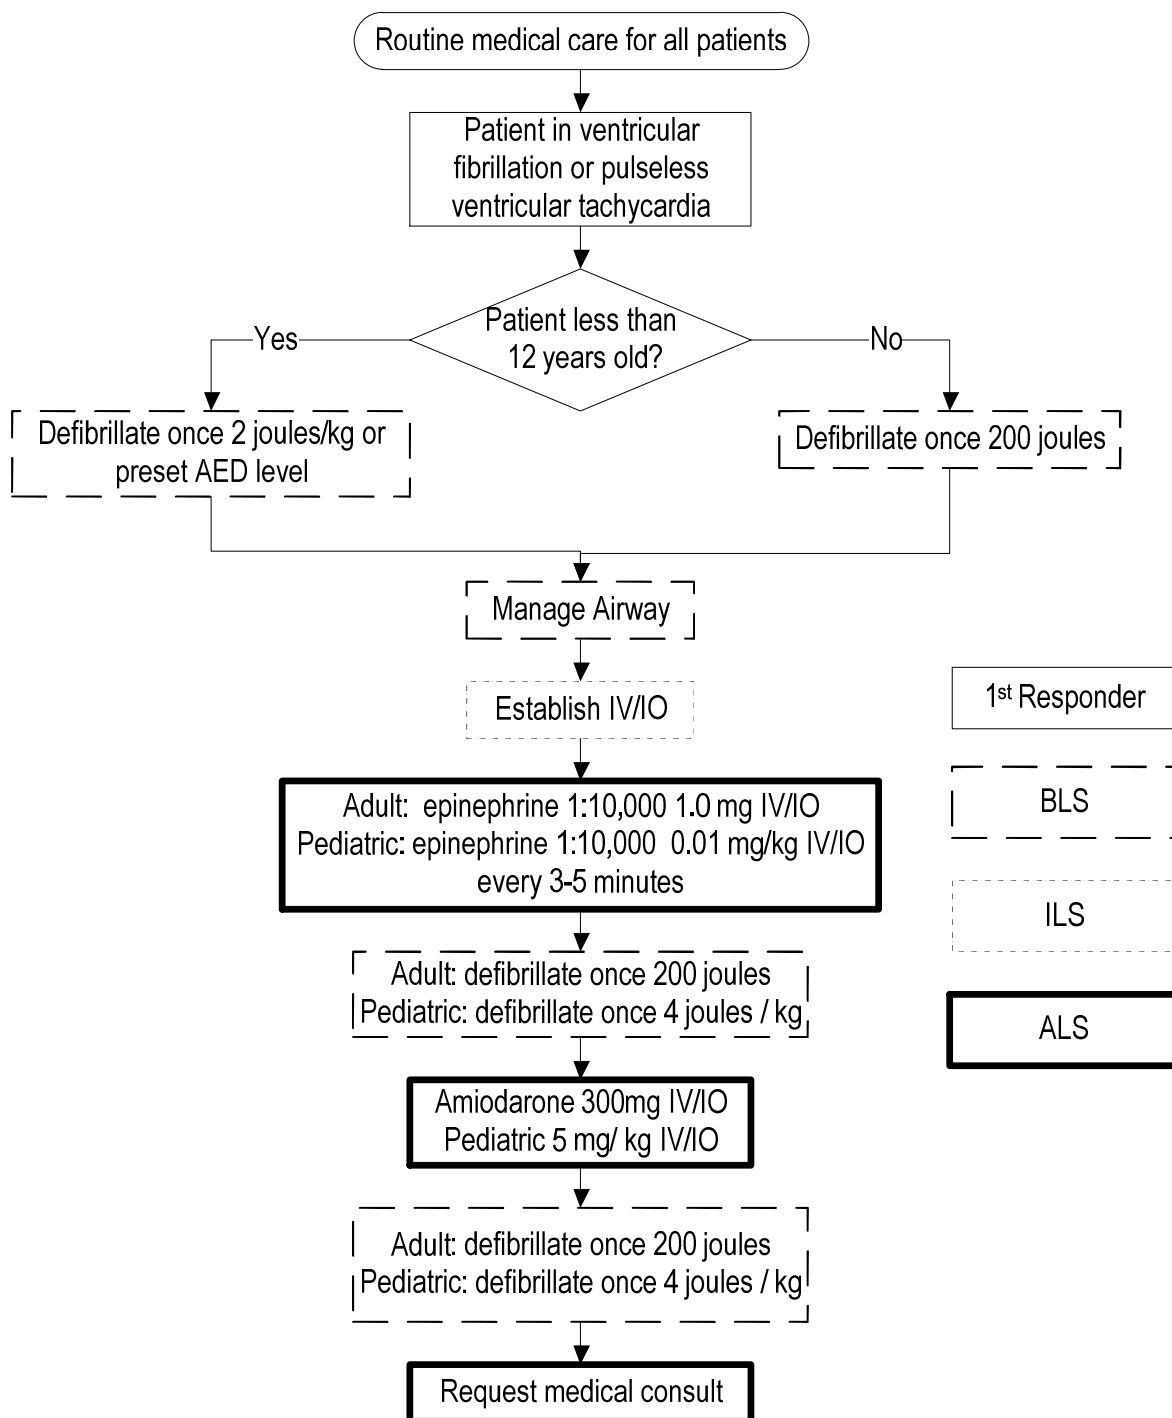 Routine medical care for all patients
Patient in ventricular
fibrillation or pulseless
ventricular tachycardia
Patient less than
12 years old?
Yes
No
Defibrillate once 2 joules/kg or
preset AED level
Defibrillate once 200 joules
Manage Airway
Establish IV/IO
Adult:  epinephrine 1:10,000 1.0 mg IV/IO
Pediatric: epinephrine 1:10,000  0.01 mg/kg IV/IO
every 3-5 minutes
Adult: defibrillate once 200 joules
Pediatric: defibrillate once 4 joules / kg
Amiodarone 300mg IV/IO
Pediatric 5 mg/ kg IV/IO
Adult: defibrillate once 200 joules
Pediatric: defibrillate once 4 joules / kg
Request medical consult
1st Responder
BLS
ILS
ALS